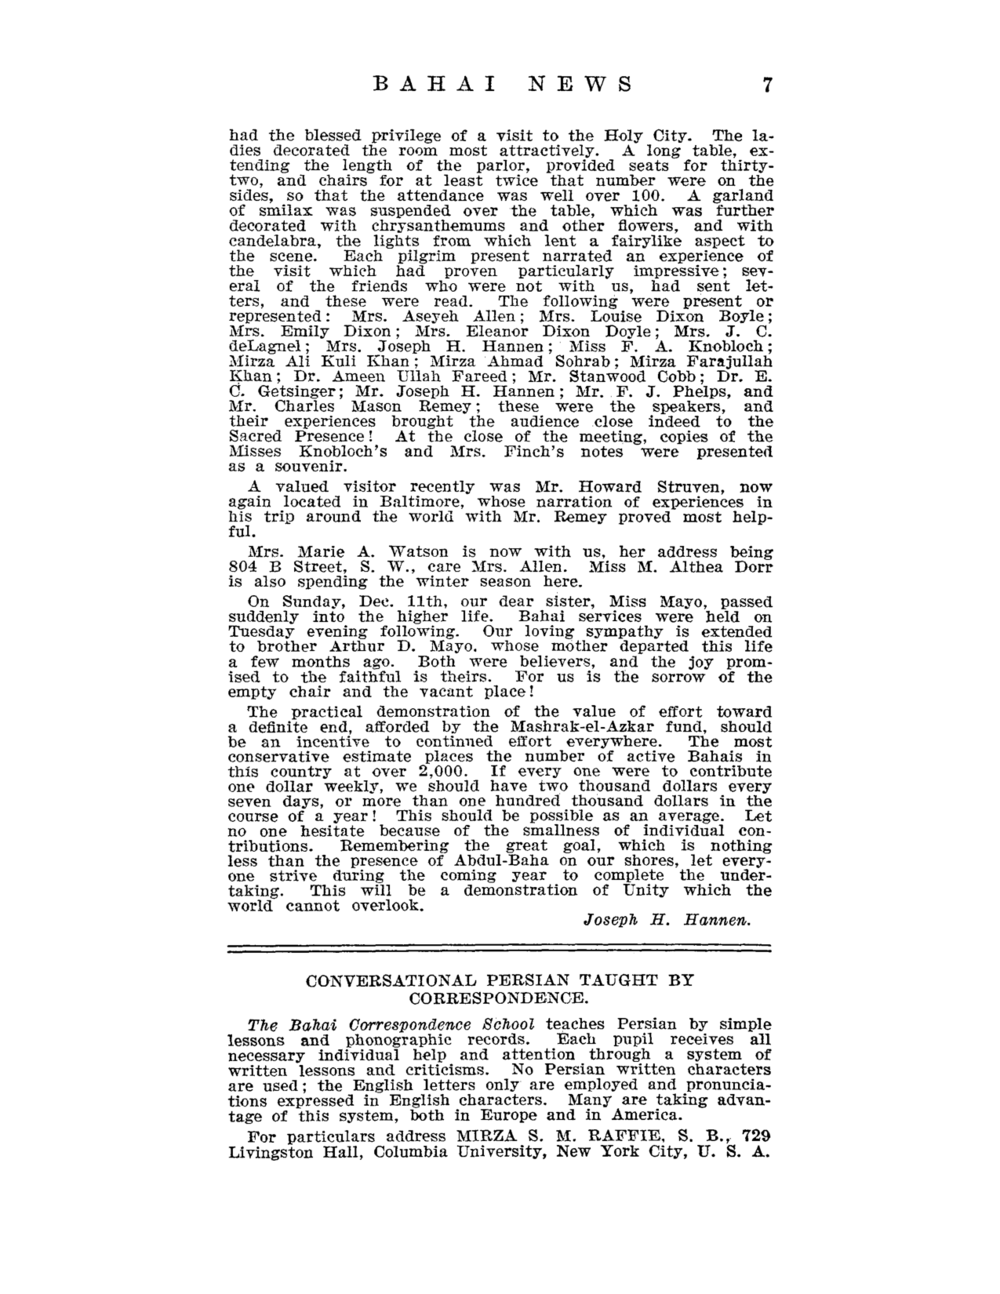 BAHAI NEWS 7
had the blessed privilege of a visit to the Holy City. The la-
dies decorated the room most attractively. A long table, ex-
tending the length of the parlor, provided seats for thirty-
two, and chairs for at least twice that number were on the
sides, so that the attendance was well over 100. A garland
of smilax was suspended over the table, which was further
decorated with chrysanthemums and other flowers, and with
candelabra, the lights from which lent a fairylike aspect to
the scene. Each pilgrim present narrated an experience of
the visit which had proven particularly impressive; sev-
eral of the friends who were not with us, had sent let-
ters, and these were read. The following were present or
represented: Mrs. Aseyeh Allen; Mrs. Louise Dixon Boyle;
Mrs. Emily Dixon; Mrs. Eleanor Dixon Doyle; Mrs. J. C.
deLagnel; Mrs. Joseph H. Hannen; Miss F. A. Knobloch;
Mirza Ali Kuli Khan; Mirza Ahmad Sohrab; Mirza Farajullah
Khan; Dr. Ameen Ullah Fareed; Mr. Stanwood Cobb; Dr. E.
C. Getsinger; Mr. Joseph H. Hannen; Mr. F. J. Phelps, and
Mr. Charles Mason Remey; these were the speakers, and
their experiences brought the audience close indeed to the
Sacred Presence! At the close of the meeting, copies of the
Misses Knobloch's and Mrs. Finch's notes were presented
as a souvenir.
A valued visitor recently was Mr. Howard Struven, now
again located in Baltimore, whose narration of experiences in
his trip around the world with Mr. Remey proved most help-
ful.
Mrs. Marie A. Watson is now with us, her address being
804 B Street, S. W., care Mrs. Allen. Miss M. Althea Dorr
is also spending the winter season here.
On Sunday, Dec. 11th, our dear sister, Miss Mayo, passed
suddenly into the higher life. Bahai services were held on
Tuesday evening following. Our loving sympathy is extended
to brother Arthur D. Mayo. whose mother departed this life
a few months ago. Both were believers, and the joy prom-
ised to the faithful is theirs. For us is the sorrow of the
empty chair and the vacant place!
The practical demonstration of the value of effort toward
a definite end, afforded by the Mashrak-el-Azkar fund, should
be an incentive to continued effort everywhere. The most
conservative estimate places the number of active Bahais in
this country at over 2,000. If every one were to contribute
one dollar weekly, we should have two thousand dollars every
seven days, or more than one hundred thousand dollars in the
course of a year! This should be possible as an average. Let
no one hesitate because of the smallness of individual con-
tributions. Remembering the great goal, which is nothing
less than the presence of Abdul-Baha on our shores, let every-
one strive during the coming year to complete the under-
taking. This will be a demonstration of Unity which the
world cannot overlook.
Joseph H. Hannen.
CONVERSATIONAL PERSIAN TAUGHT BY
CORRESPONDENCE.
The Bahai Correspondence School teaches Persian by simple
lessons and phonographic records. Each pupil receives all
necessary individual help and attention through a system of
written lessons and criticisms. No Persian written characters
are used; the English letters only are employed and pronuncia-
tions expressed in English characters. Many are taking advan-
tage of this system, both in Europe and in America.
For particulars address MIRZA S. M. RAFFIE, S. B., 729
Livingston Hall, Columbia University, New York City, U. S. A.